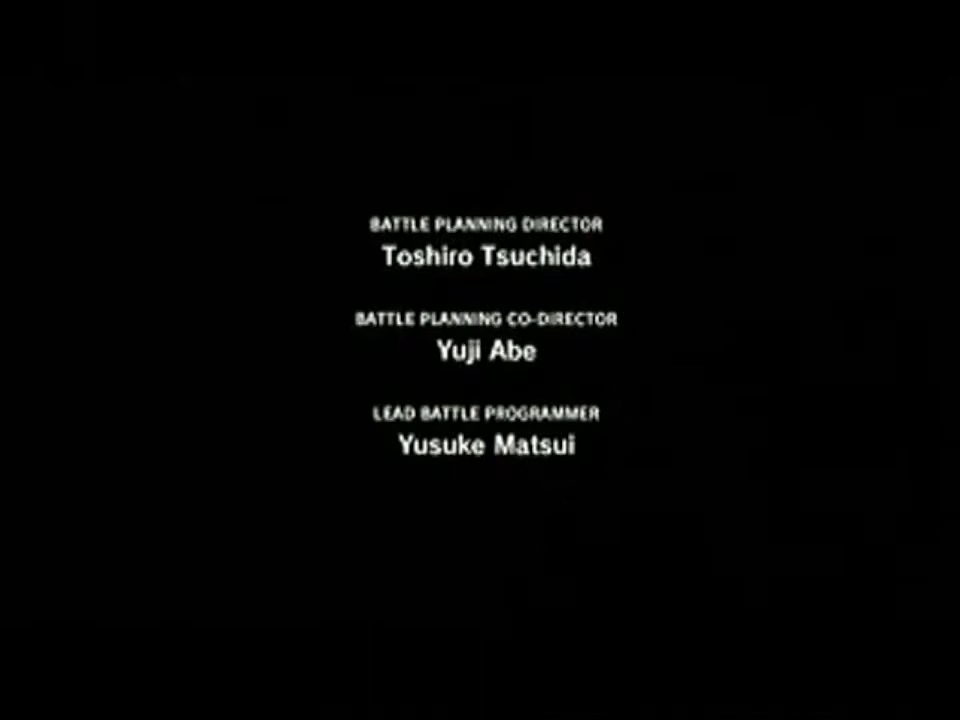 BATTLE PLANNING DIRECTOR
Toshiro Tsuchida
BATTLE PLANNING CO-DIRECTOR
Yuji Abe
LEAD BATTLE PROGRAMMER
Yusuke Matsui